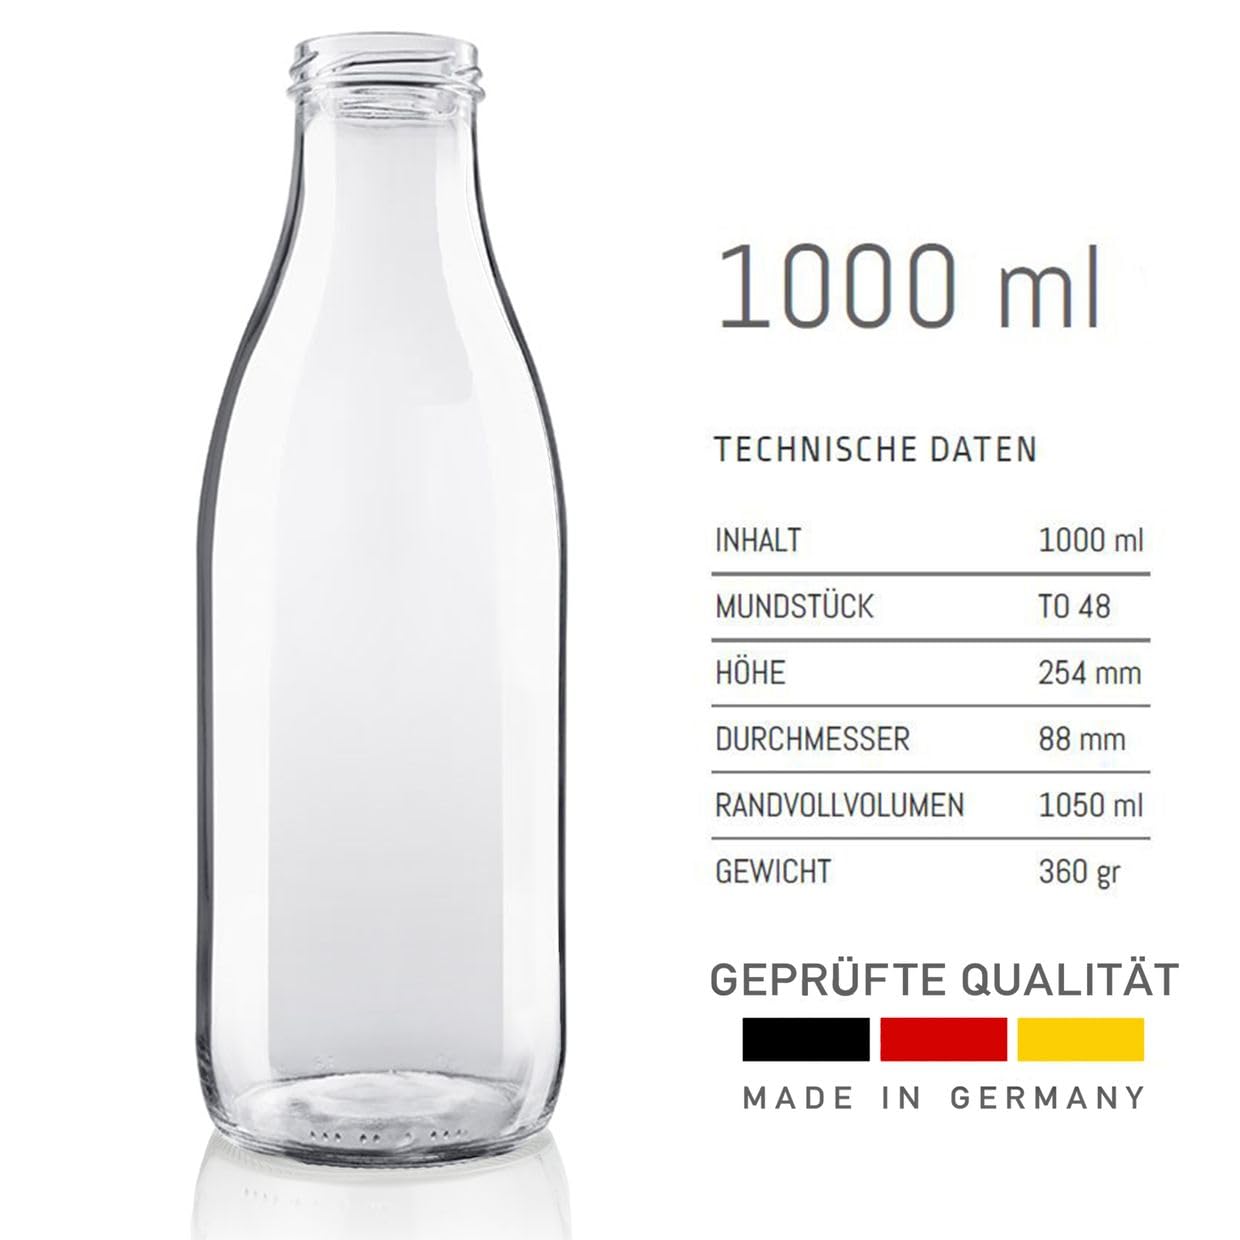 1000 ml
TECHNISCHE DATEN
INHALT 1000 ml
MUNDSTÜCK TO 48
HÖHE 254 mm
DURCHMESSER 88 mm
RANDVOLLVOLUMEN 1050 ml
GEWICHT 360 gr
GEPRÜFTE QUALITÄT
MADE IN GERMANY